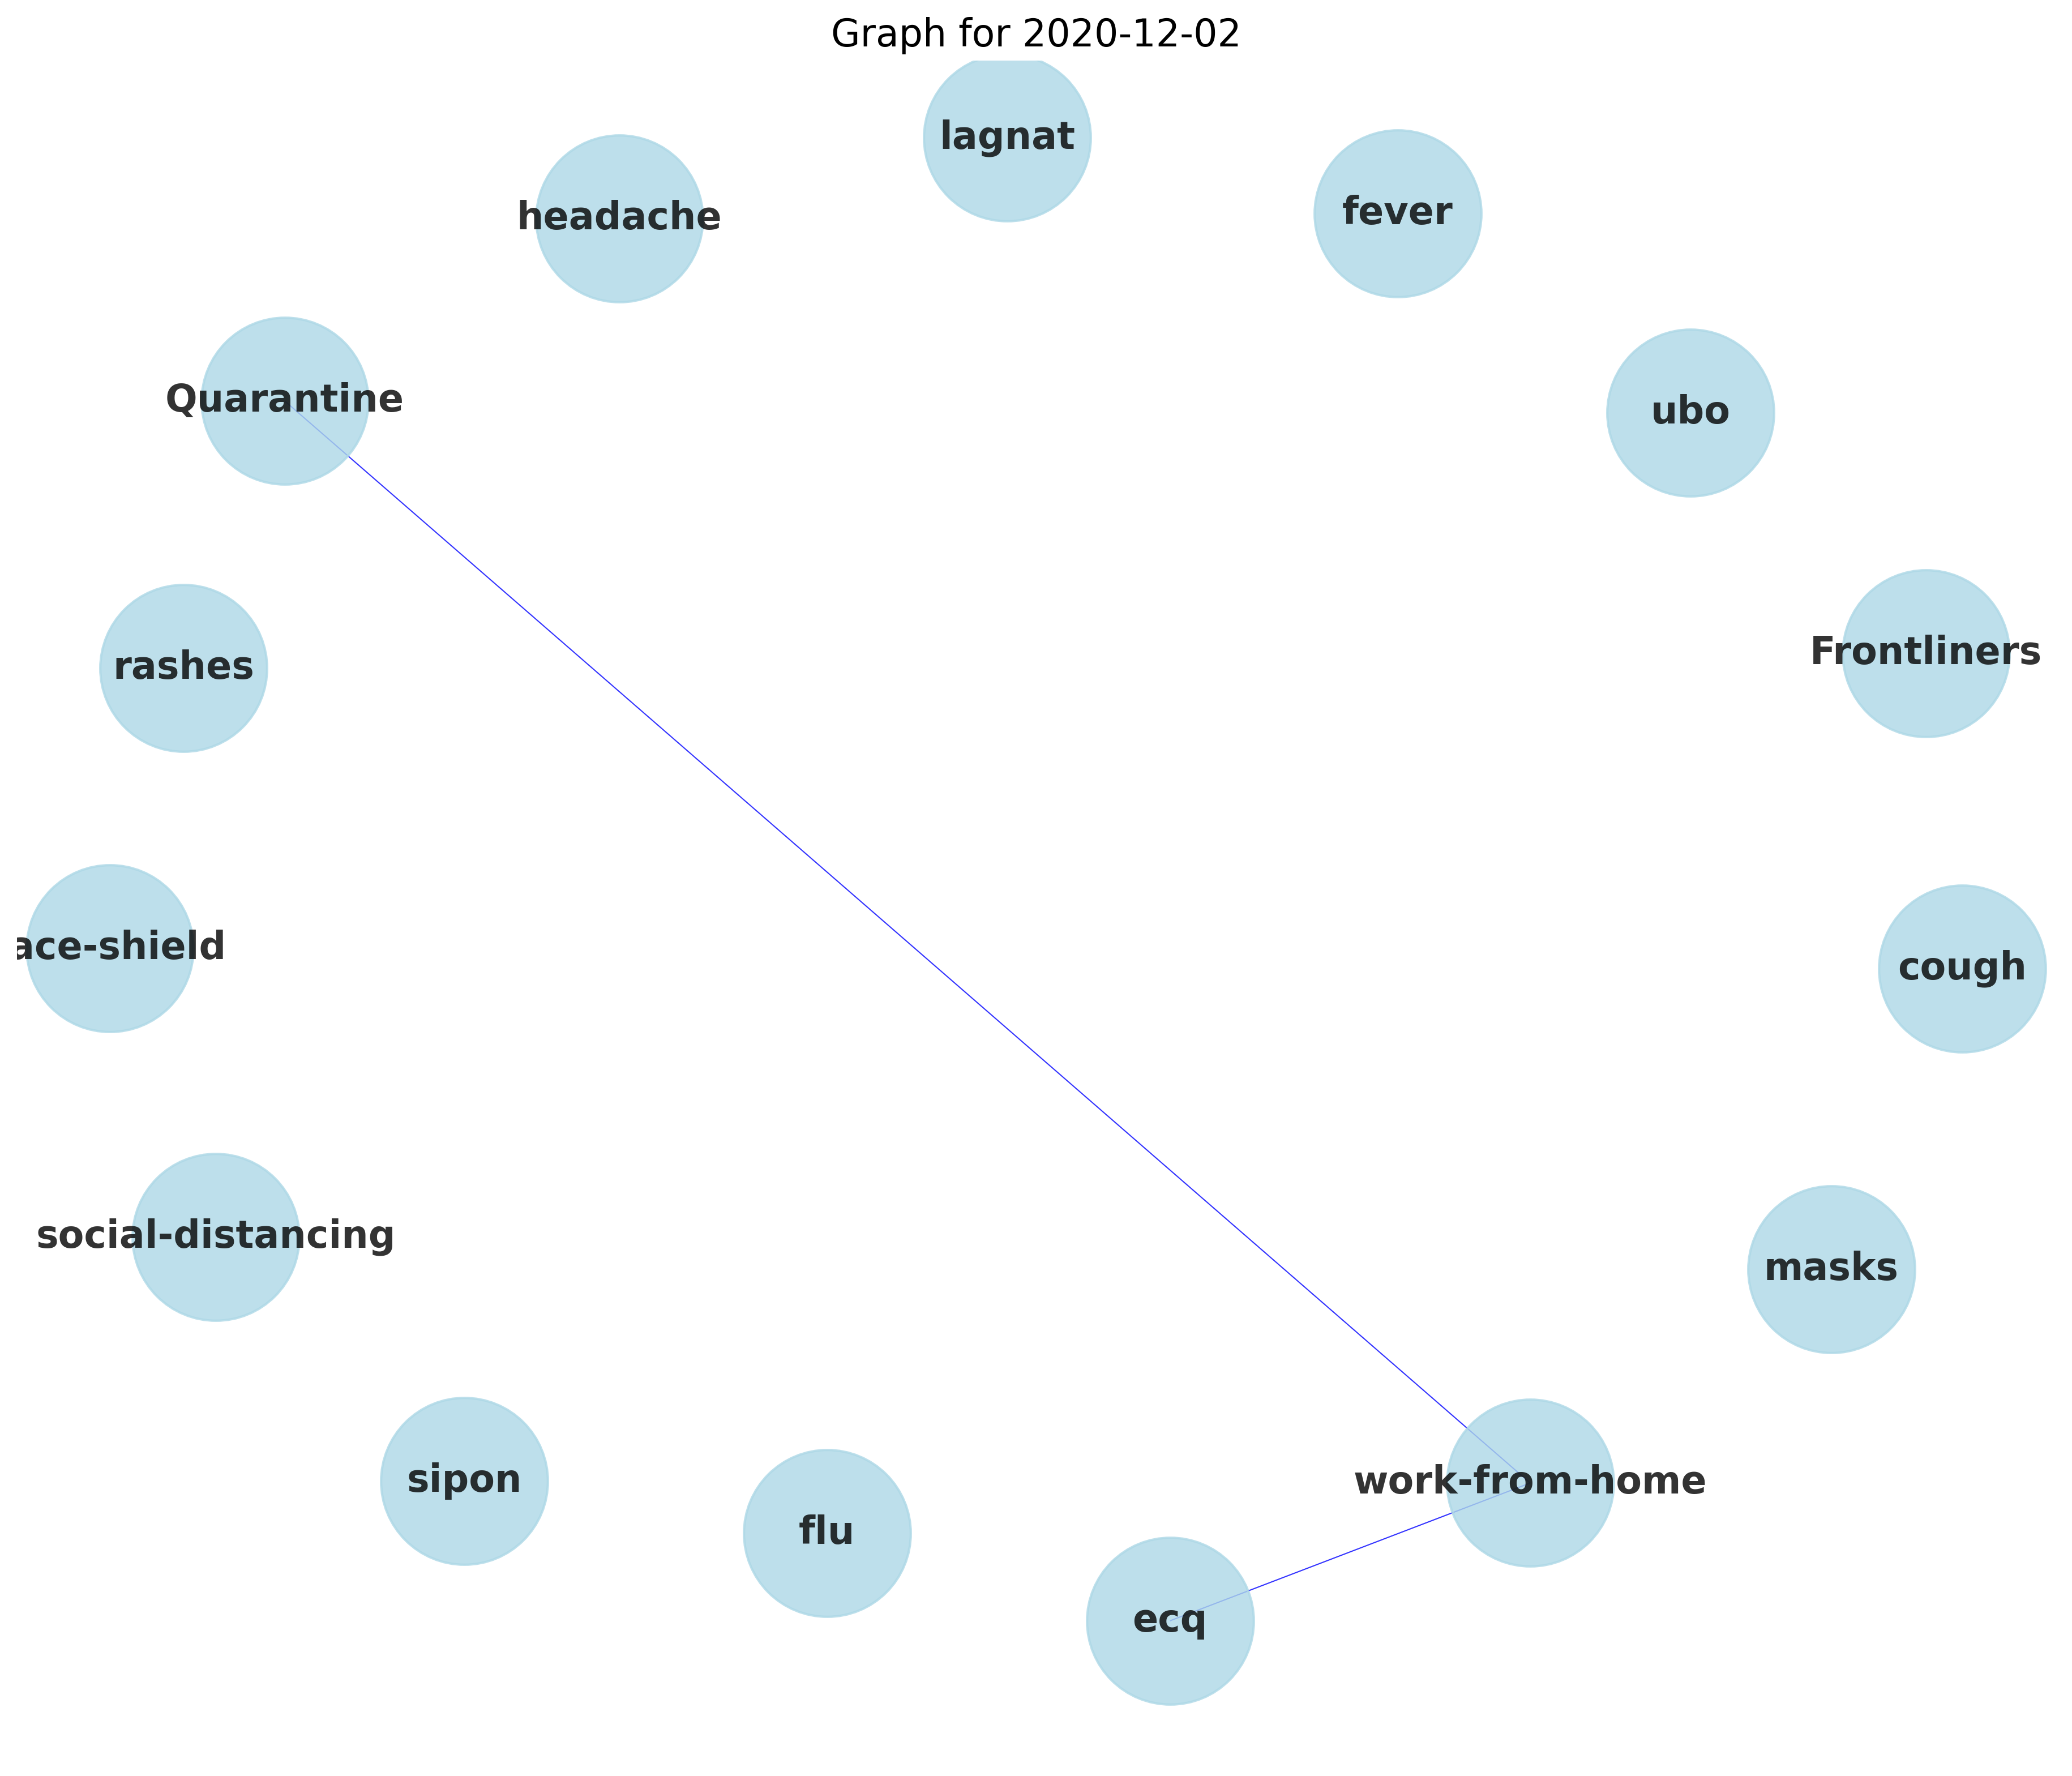 Graph for 2020-12-02
lagnat
fever
headache
Quarantine
ubo
Frontliners
rashes
ace-shield
cough
social-distancing
masks
sipon
work-from-home
flu
ecq